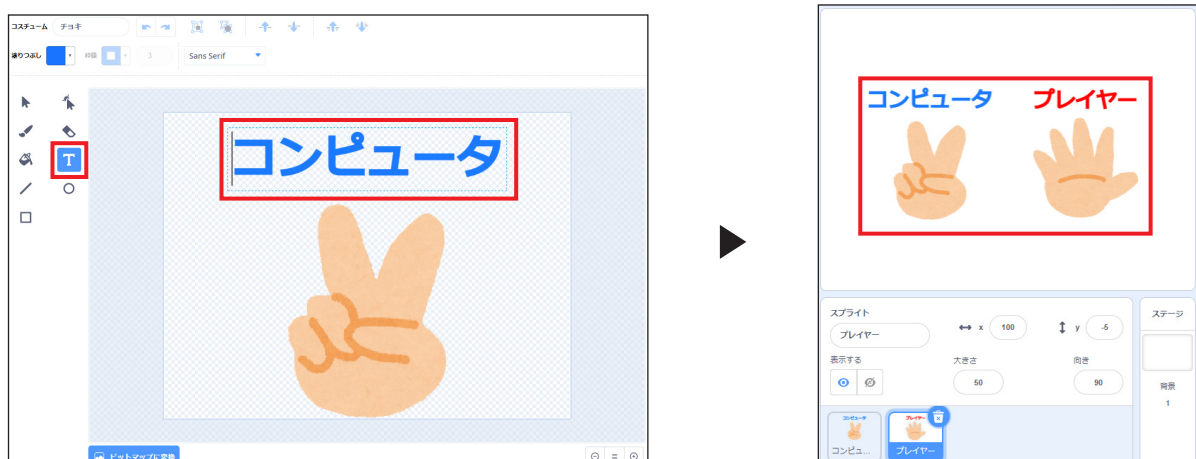 コスチューム チョキ
塗りつぶし 枠線 3 Sans Serif
T
コンピュータ
ビットマップに変換
コンピュータ プレイヤー
スプライト
プレイヤー
x 100 y -5
表示する 大きさ 向き
50 90
コンピュータ プレイヤー
コンピュ... プレイヤー
ステージ
背景
1